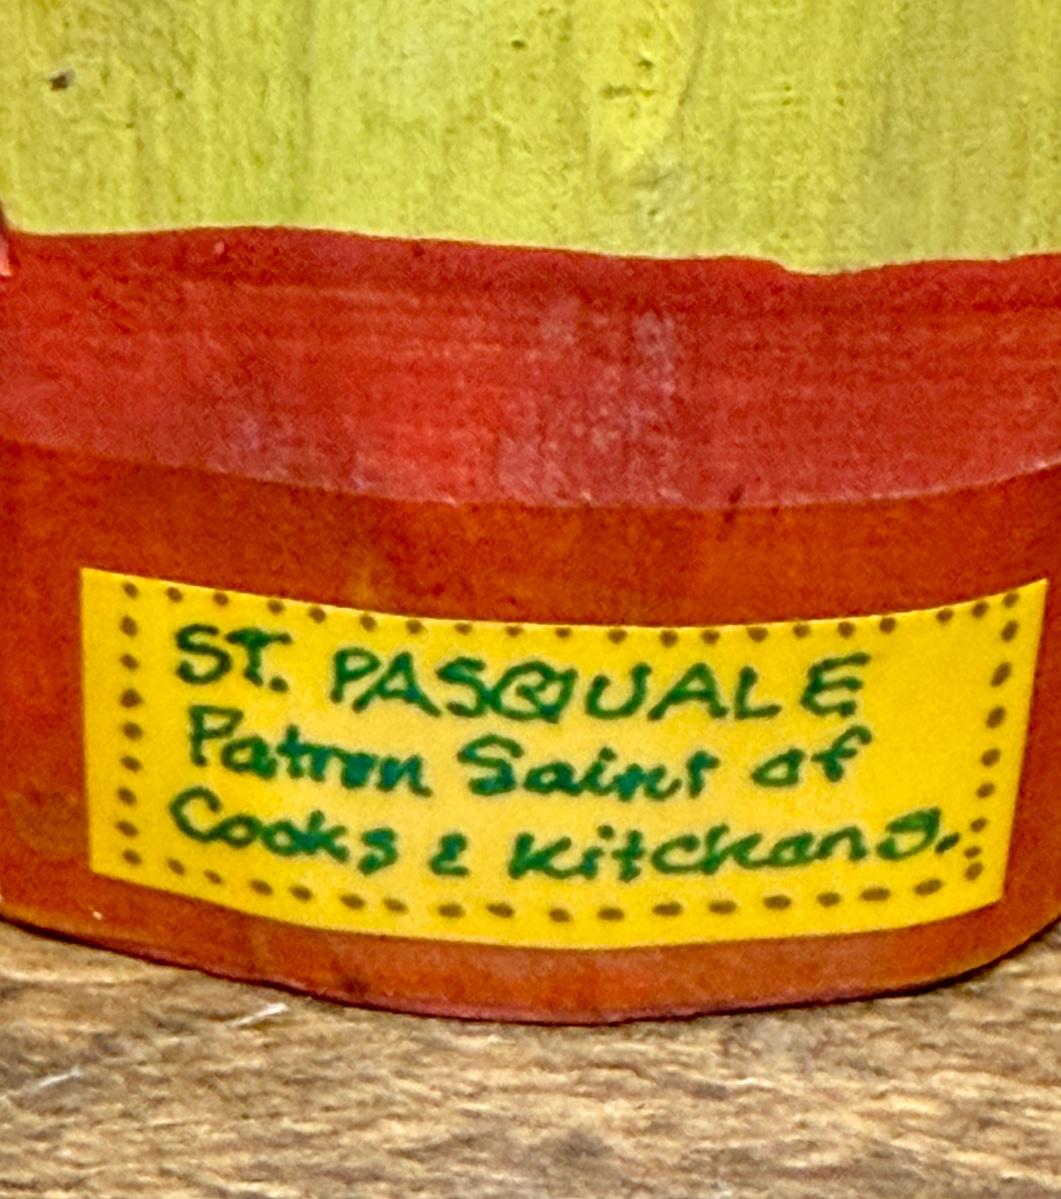 ST. PASQUALE
Patron Saint of
Cooks & Kitchens.